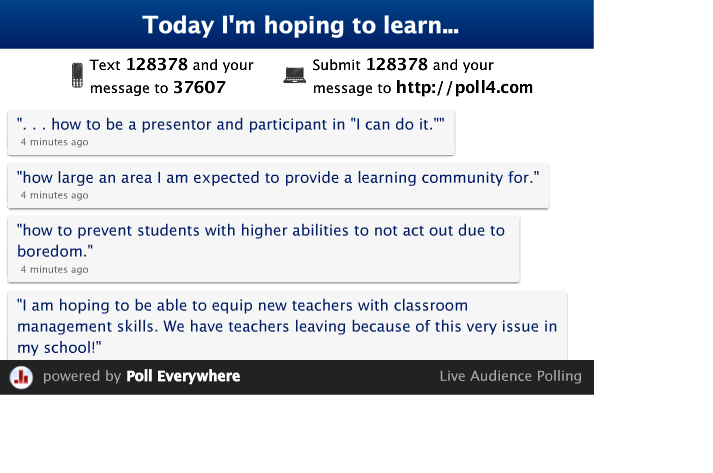 Today I'm hoping to learn...
Text 128378 and your
message to 37607
Submit 128378 and your
message to http://poll4.com
". . . how to be a presentor and participant in "I can do it.""
4 minutes ago
"how large an area I am expected to provide a learning community for."
4 minutes ago
"how to prevent students with higher abilities to not act out due to
boredom."
4 minutes ago
"I am hoping to be able to equip new teachers with classroom
management skills. We have teachers leaving because of this very issue in
my school!"
powered by Poll Everywhere
Live Audience Polling